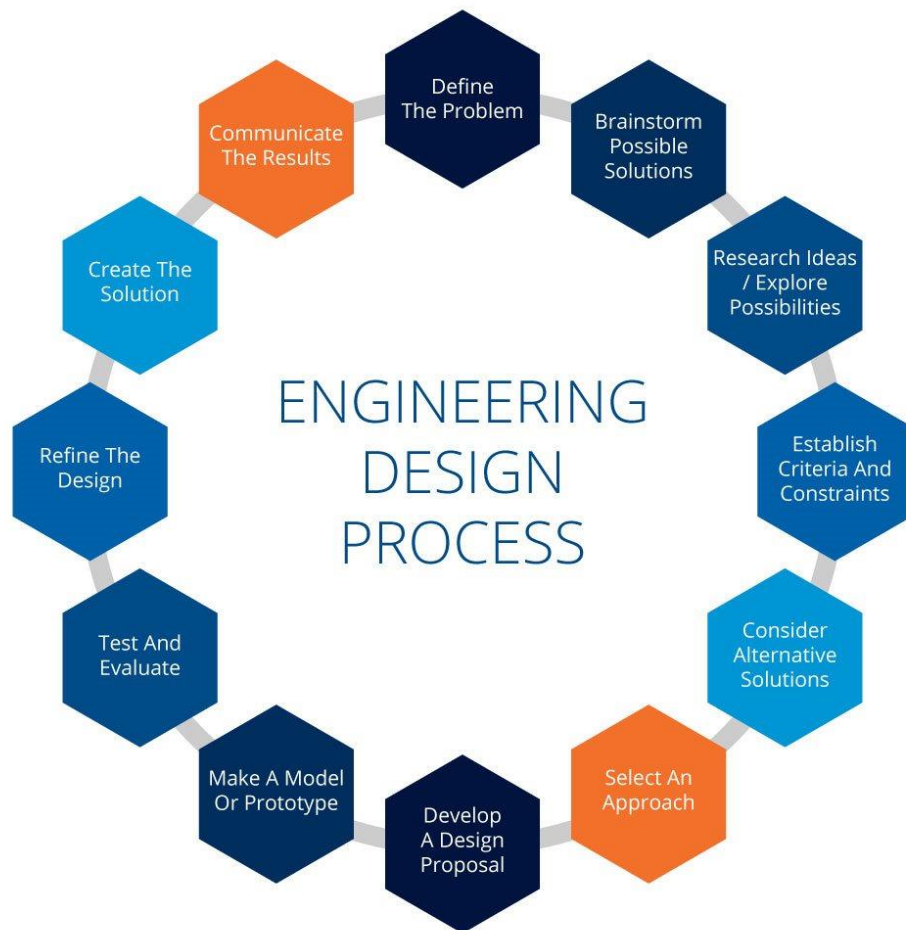 Define
The Problem
Brainstorm
Possible
Solutions
Research Ideas
/ Explore
Possibilities
Establish
Criteria And
Constraints
Consider
Alternative
Solutions
Select An
Approach
Develop
A Design
Proposal
Make A Model
Or Prototype
Test And
Evaluate
Refine The
Design
Create The
Solution
Communicate
The Results
ENGINEERING
DESIGN
PROCESS